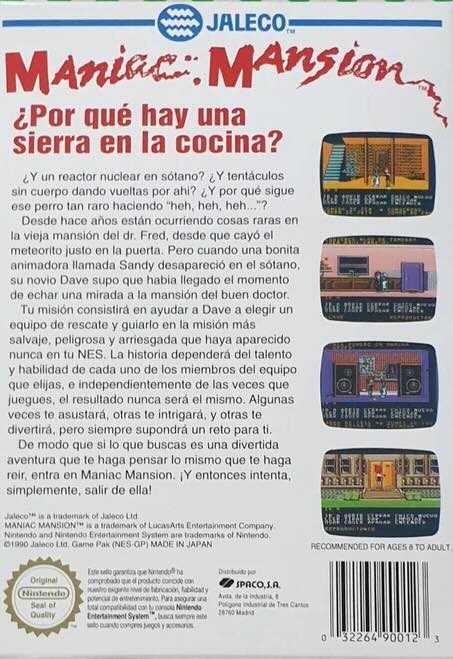 JALECO™
MANIAC MANSION™
¿Por qué hay una
sierra en la cocina?
¿Y un reactor nuclear en sótano? ¿Y tentáculos
sin cuerpo dando vueltas por ahi? ¿Y por qué sigue
ese perro tan raro haciendo "heh, heh, heh..."?
Desde hace años están ocurriendo cosas raras en
la vieja mansión del dr. Fred, desde que cayó el
meteorito justo en la puerta. Pero cuando una bonita
animadora llamada Sandy desapareció en el sótano,
su novio Dave supo que habia llegado el momento
de echar una mirada a la mansión del buen doctor.
Tu misión consistirá en ayudar a Dave a elegir un
equipo de rescate y guiarlo en la misión más
salvaje, peligrosa y arriesgada que haya aparecido
nunca en tu NES. La historia dependerá del talento
y habilidad de cada uno de los miembros del equipo
que elijas, e independientemente de las veces que
juegues, el resultado nunca será el mismo. Algunas
veces te asustará, otras te intrigará, y otras te
divertirá, pero siempre supondrá un reto para ti.
De modo que si lo que buscas es una divertida
aventura que te haga pensar lo mismo que te haga
reir, entra en Maniac Mansion. ¡Y entonces intenta,
simplemente, salir de ella!
Jaleco™ is a trademark of Jaleco Ltd.
MANIAC MANSION™ is a trademark of LucasArts Entertainment Company.
Nintendo and Nintendo Entertainment System are trademarks of Nintendo.
©1990 Jaleco Ltd. Game Pak (NES-GP) MADE IN JAPAN
RECOMMENDED FOR AGES 8 TO ADULT.
Original
Nintendo
Seal of
Quality
Este sello garantiza que Nintendo® ha
comprobado que el producto coincide con
nuestro exigente nivel de fabricación, fiabilidad y
potencial de entretenimiento. Para asegurar una
total compatibilidad con tu consola Nintendo
Entertainment System™, busca siempre este
sello cuando compres juegos y accesorios.
Distribuido por
SPACO, S.A.
Avda. de la Industria, 8
Polígono Industrial de Tres Cantos
28760 Madrid
0 32264 90012 3